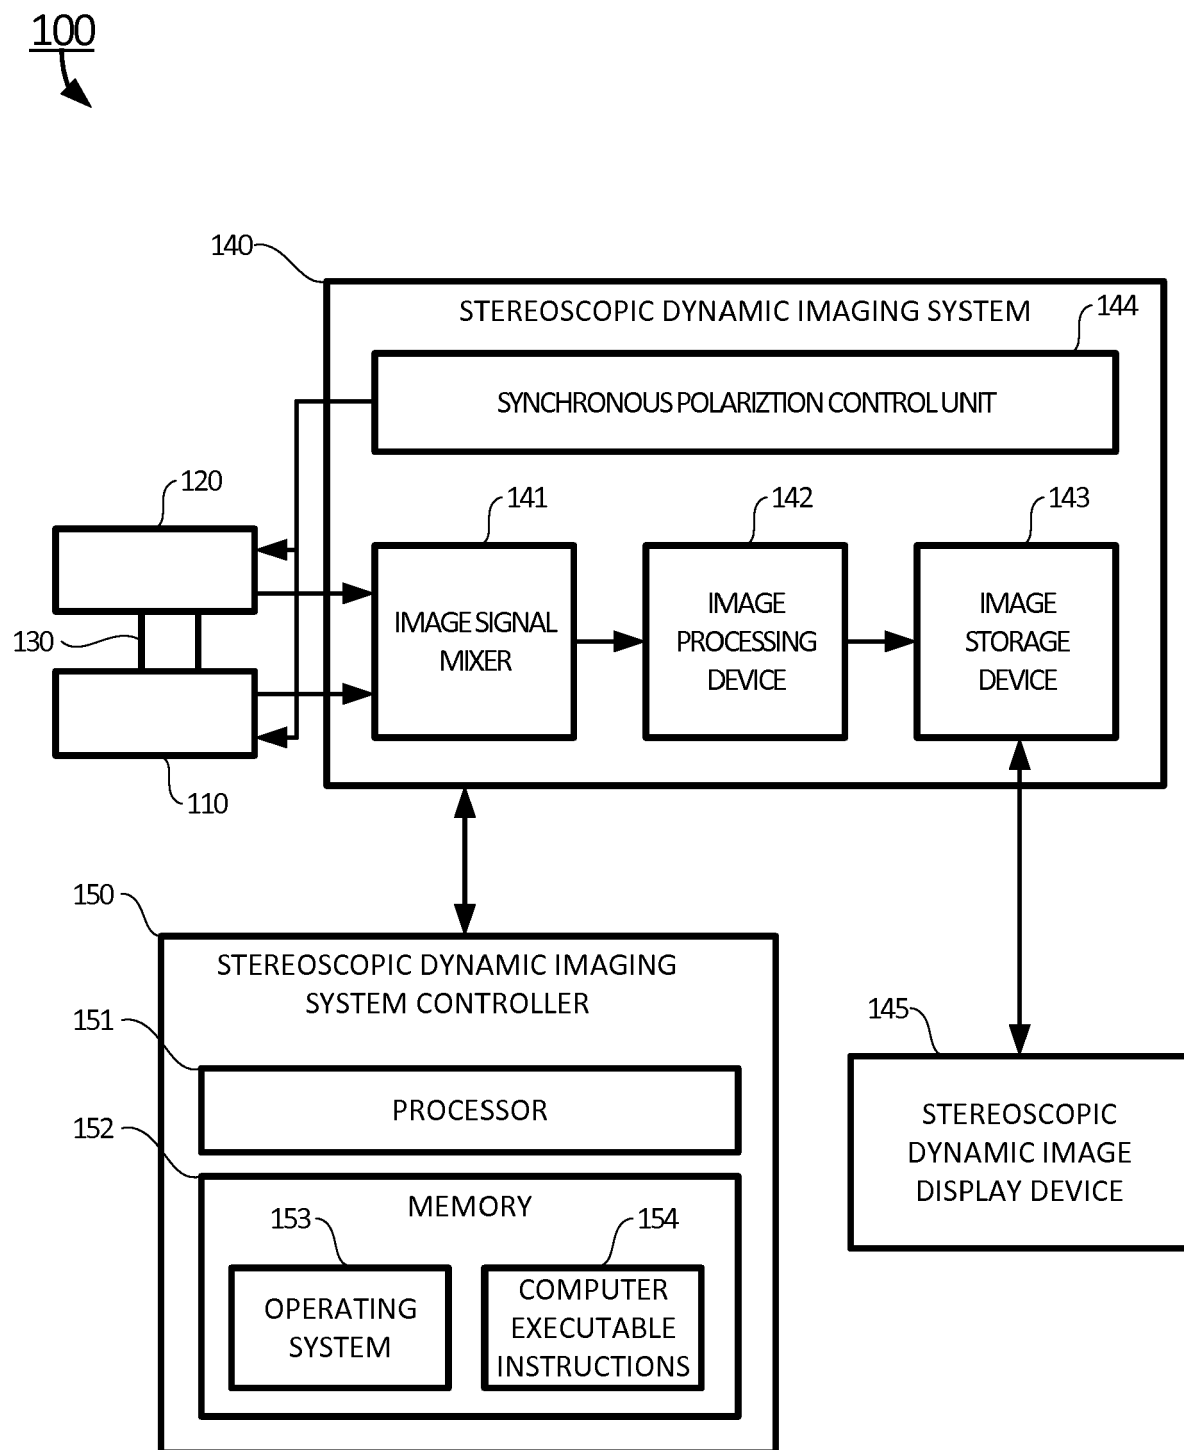 100
140
STEREOSCOPIC DYNAMIC IMAGING SYSTEM
144
SYNCHRONOUS POLARIZTION CONTROL UNIT
120
141
142
143
IMAGE SIGNAL
MIXER
IMAGE
PROCESSING
DEVICE
IMAGE
STORAGE
DEVICE
130
110
150
STEREOSCOPIC DYNAMIC IMAGING
SYSTEM CONTROLLER
151
PROCESSOR
152
MEMORY
153
OPERATING
SYSTEM
154
COMPUTER
EXECUTABLE
INSTRUCTIONS
145
STEREOSCOPIC
DYNAMIC IMAGE
DISPLAY DEVICE